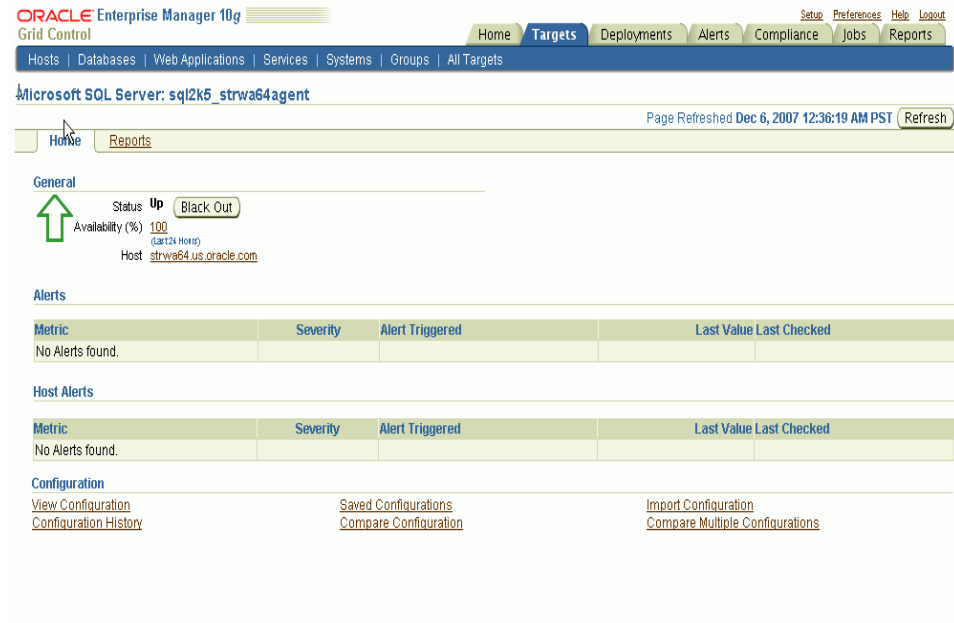 ORACLE Enterprise Manager 10g
Grid Control
Setup Preferences Help Logout
Home Targets Deployments Alerts Compliance Jobs Reports
Hosts | Databases | Web Applications | Services | Systems | Groups | All Targets
Microsoft SQL Server: sql2k5_strwa64agent
Page Refreshed Dec 6, 2007 12:36:19 AM PST Refresh
Home Reports
General
Status Up Black Out
Availability (%) 100
(Last 24 Hours)
Host strwa64.us.oracle.com
Alerts
Metric Severity Alert Triggered Last Value Last Checked
No Alerts found.
Host Alerts
Metric Severity Alert Triggered Last Value Last Checked
No Alerts found.
Configuration
View Configuration Saved Configurations Import Configuration
Configuration History Compare Configuration Compare Multiple Configurations